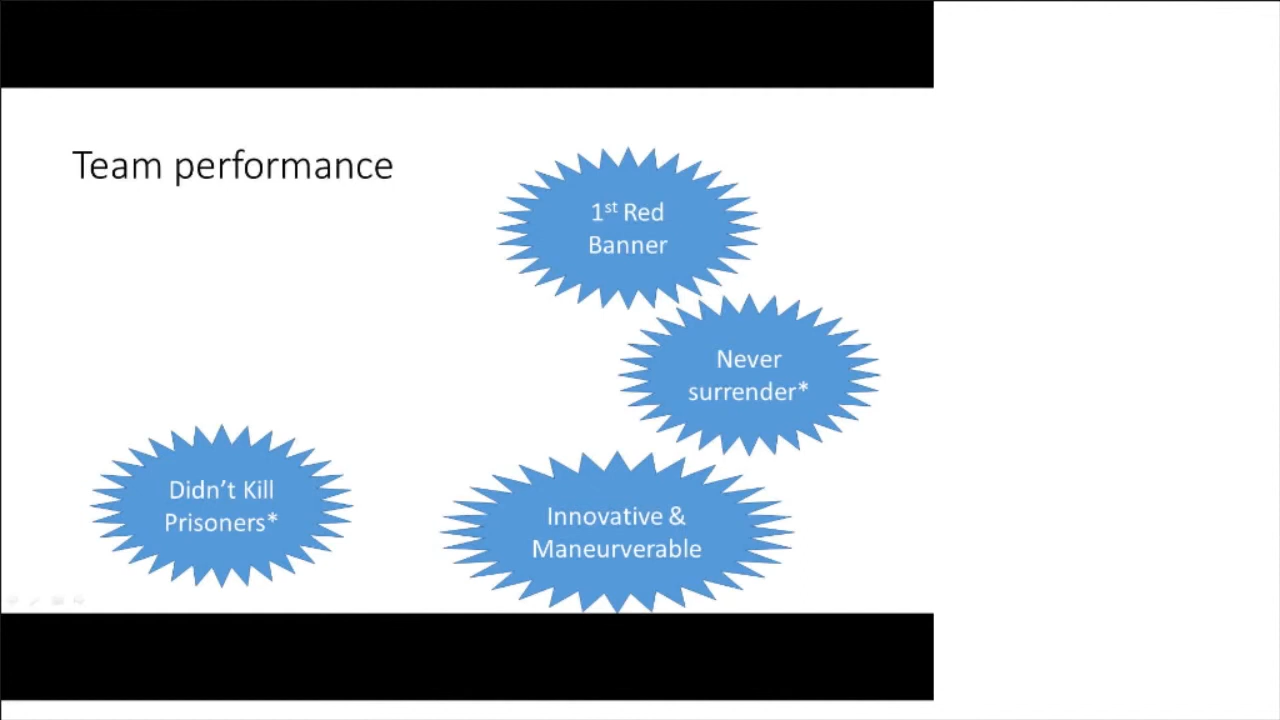 Team performance
1st Red
Banner
Never
surrender*
Didn't Kill
Prisoners*
Innovative &
Maneurverable